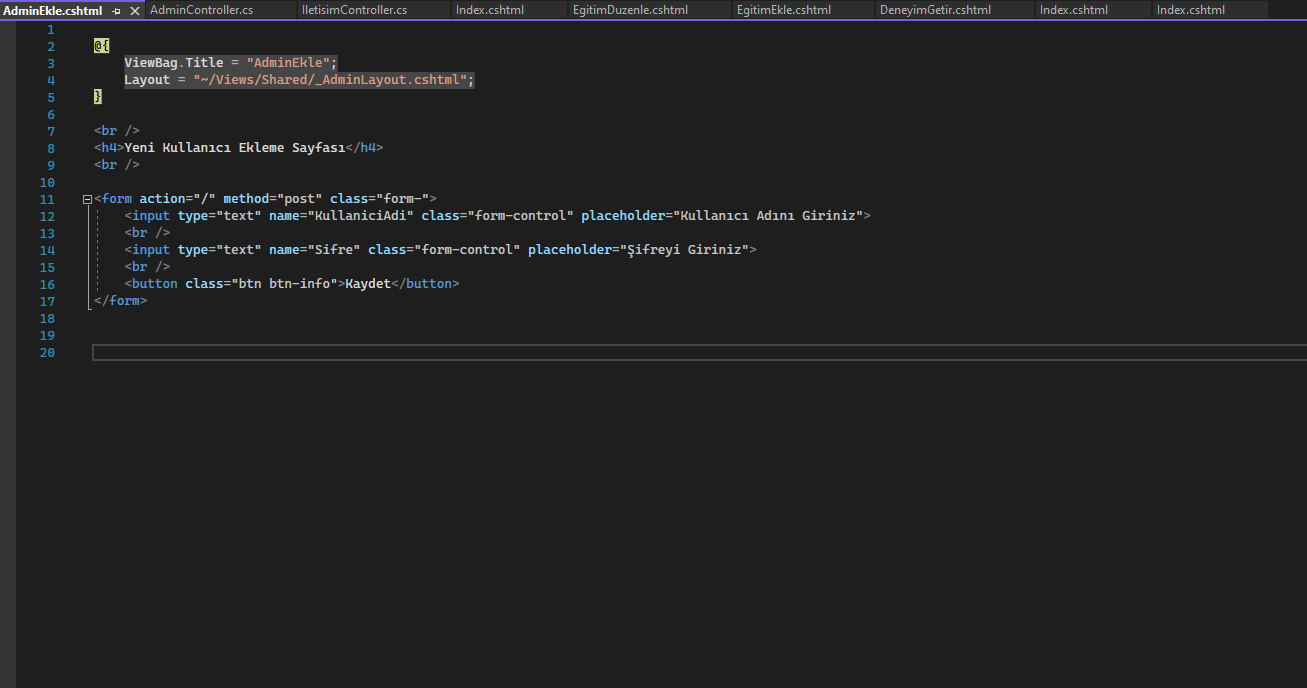 AdminEkle.cshtml AdminController.cs IletisimController.cs Index.cshtml EgitimDuzenle.cshtml EgitimEkle.cshtml DeneyimGetir.cshtml Index.cshtml Index.cshtml
1
2 @{
3 ViewBag.Title = "AdminEkle";
4 Layout = "~/Views/Shared/_AdminLayout.cshtml";
5 }
6
7 <br />
8 <h4>Yeni Kullanıcı Ekleme Sayfası</h4>
9 <br />
10
11 <form action="/" method="post" class="form-">
12 <input type="text" name="KullaniciAdi" class="form-control" placeholder="Kullanıcı Adını Giriniz">
13 <br />
14 <input type="text" name="Sifre" class="form-control" placeholder="Şifreyi Giriniz">
15 <br />
16 <button class="btn btn-info">Kaydet</button>
17 </form>
18
19
20